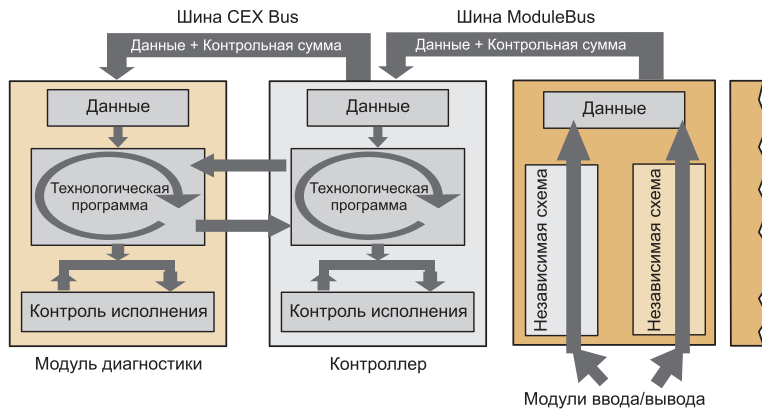 Шина CEX Bus
Шина ModuleBus
Данные + Контрольная сумма
Данные + Контрольная сумма
Данные
Данные
Данные
Технологическая
программа
Технологическая
программа
Независимая схема
Независимая схема
Контроль исполнения
Контроль исполнения
Модуль диагностики
Контроллер
Модули ввода/вывода